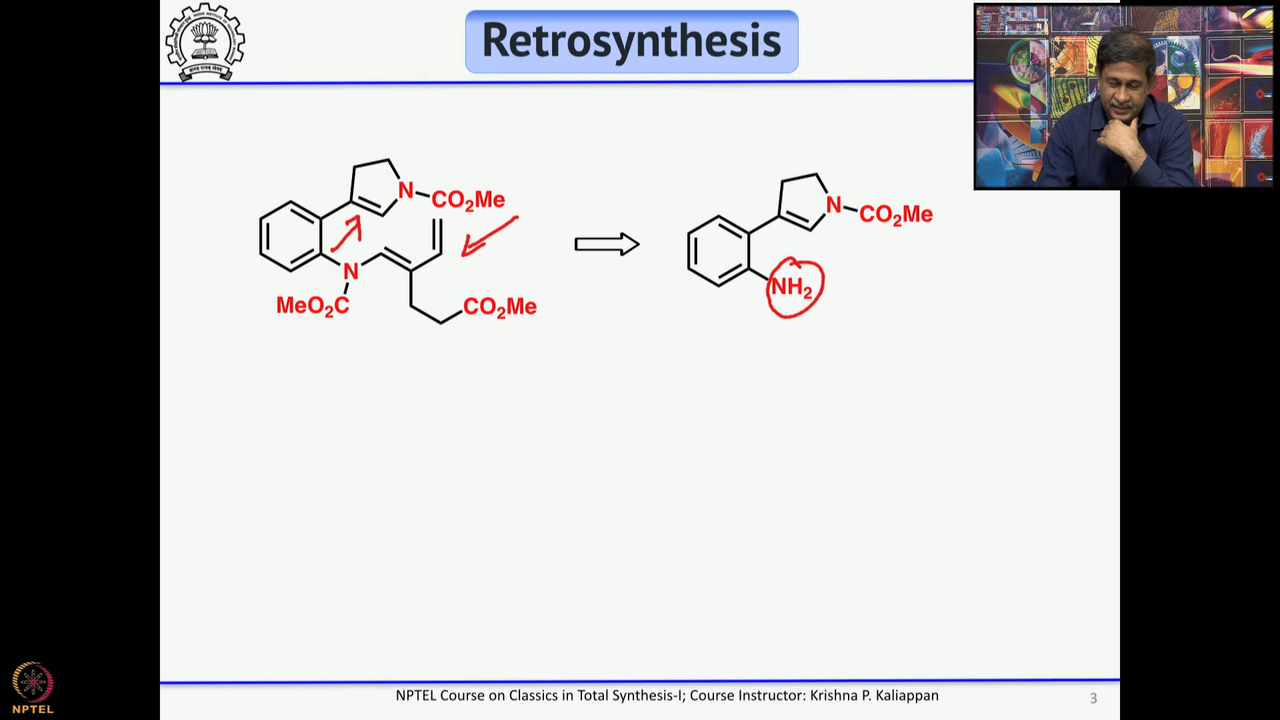 Retrosynthesis
N
CO₂Me
N
MeO₂C
CO₂Me
N
CO₂Me
NH₂
NPTEL Course on Classics in Total Synthesis-I; Course Instructor: Krishna P. Kaliappan
3
NPTEL